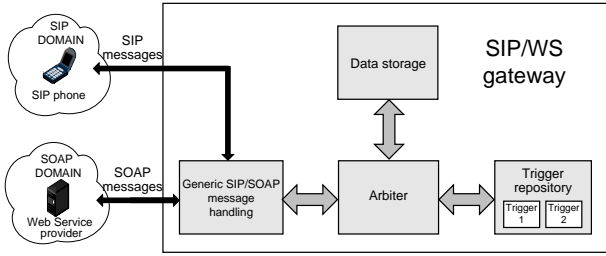 SIP
DOMAIN
SIP phone
SIP
messages
SOAP
DOMAIN
Web Service
provider
SOAP
messages
Generic SIP/SOAP
message
handling
Data storage
Arbiter
SIP/WS
gateway
Trigger
repository
Trigger
1
Trigger
2